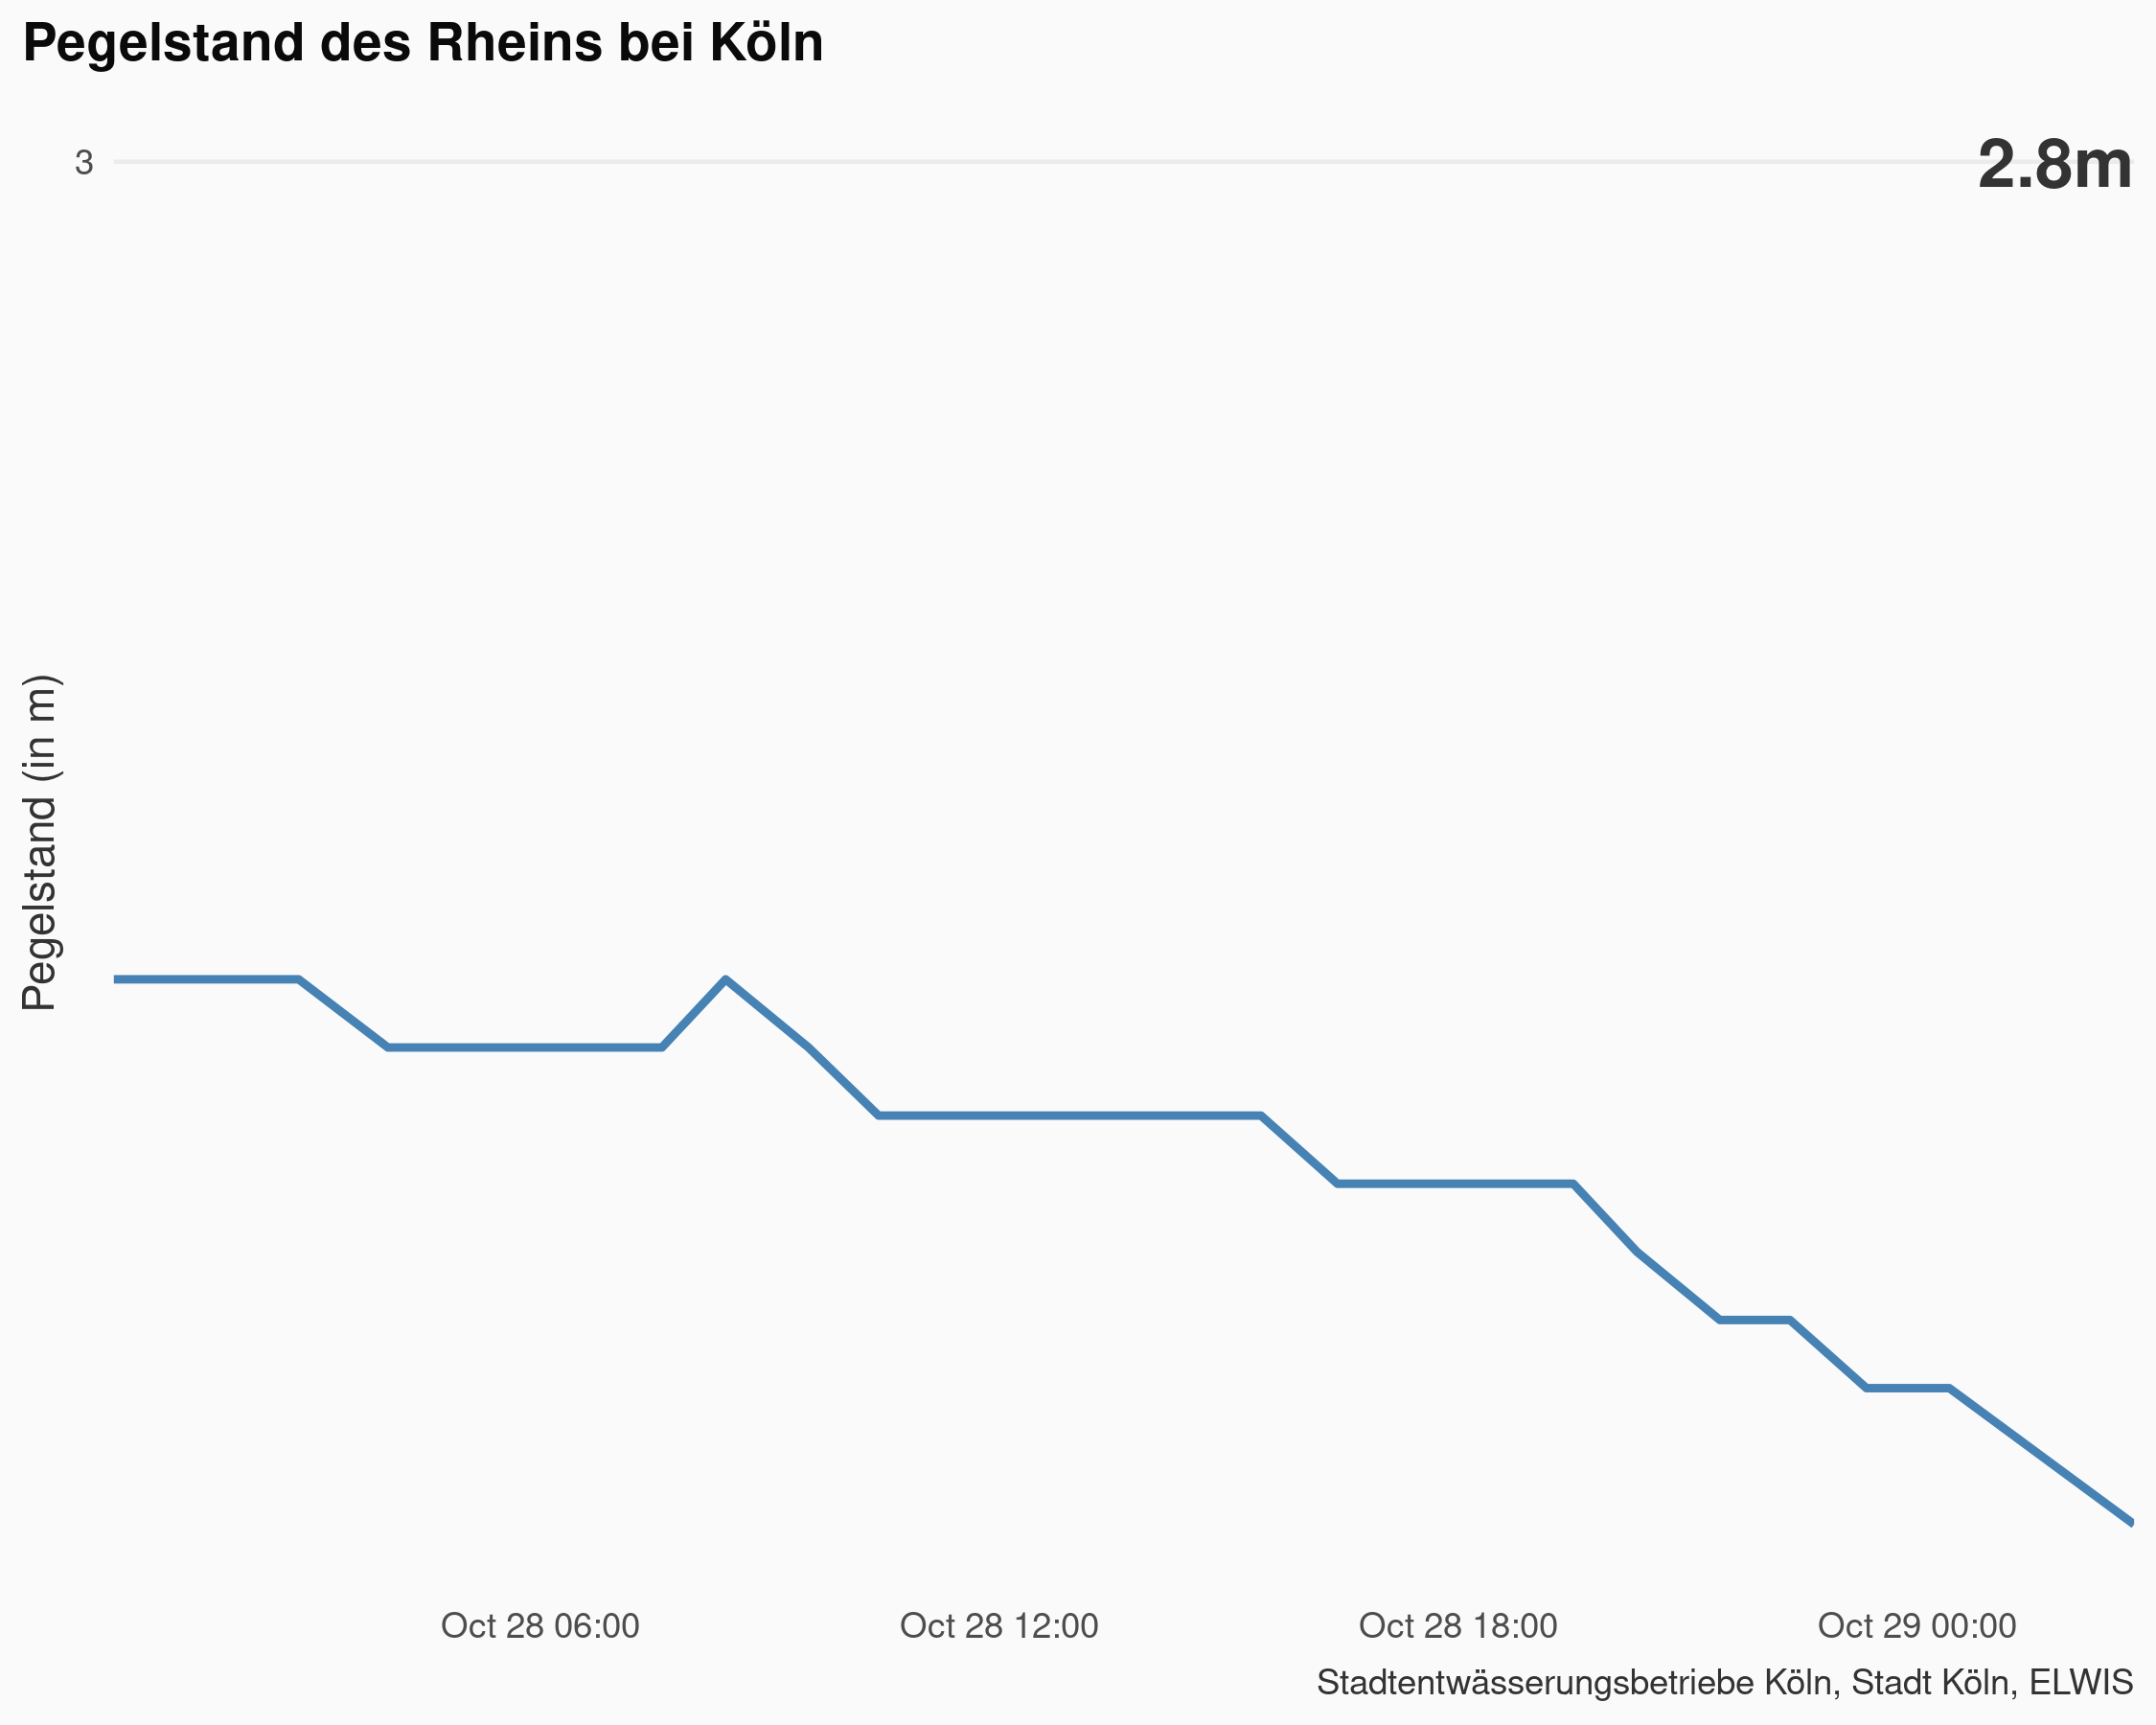 Pegelstand des Rheins bei Köln
3
2.8m
Pegelstand (in m)
Oct 28 06:00
Oct 28 12:00
Oct 28 18:00
Oct 29 00:00
Stadtentwässerungsbetriebe Köln, Stadt Köln, ELWIS